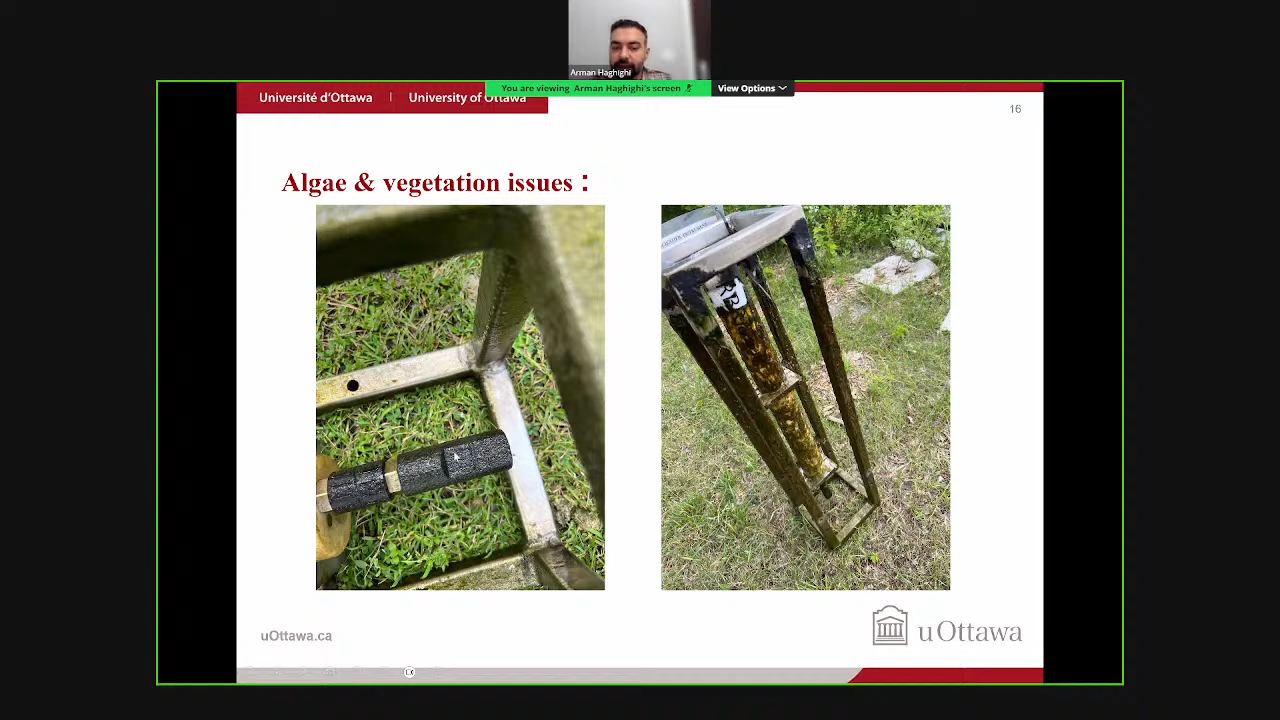 Arman Haghighi
You are viewing Arman Haghighi's screen
View Options
Université d'Ottawa | University of Ottawa
16
Algae & vegetation issues :
uOttawa.ca
uOttawa